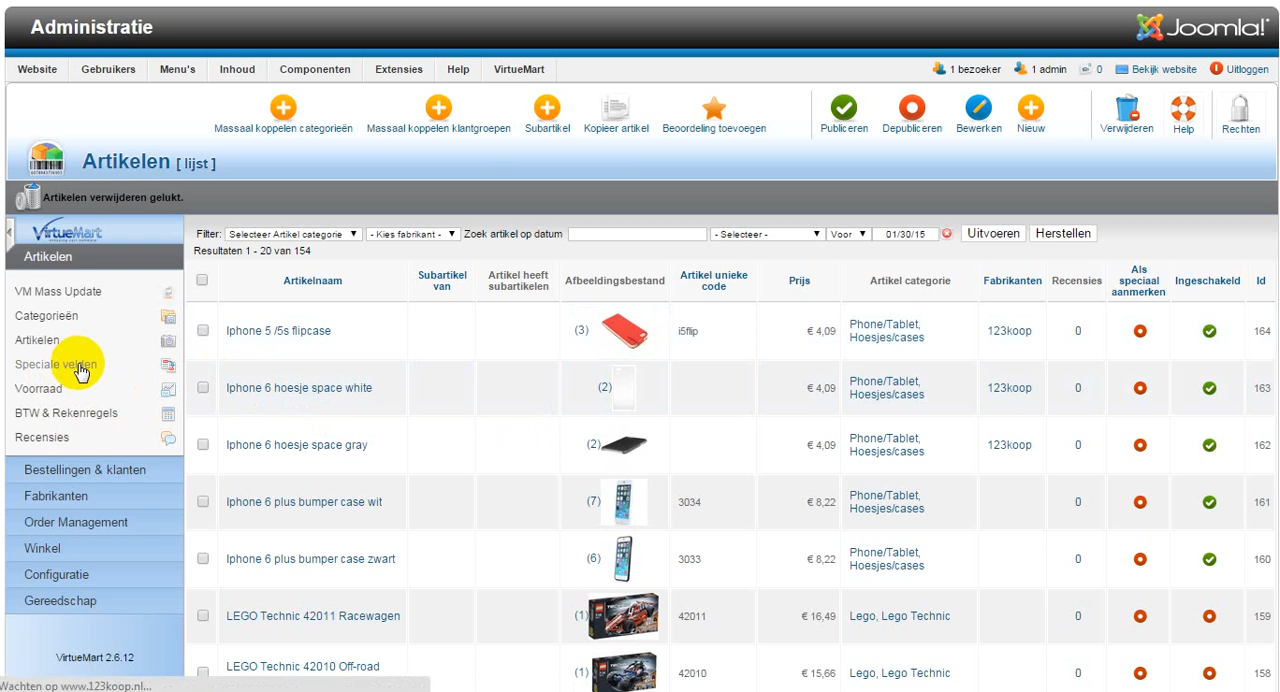 Administratie
Joomla!
Website Gebruikers Menu's Inhoud Componenten Extensies Help VirtueMart 1 bezoeker 1 admin 0 Bekijk website Uitloggen
Massaal koppelen categorieën Massaal koppelen klantgroepen Subartikel Kopieer artikel Beoordeling toevoegen Publiceren Depubliceren Bewerken Nieuw Verwijderen Help Rechten
Artikelen [ lijst ]
Artikelen verwijderen gelukt.
VirtueMart
Artikelen
VM Mass Update
Categorieën
Artikelen
Speciale velden
Voorraad
BTW & Rekenregels
Recensies
Bestellingen & klanten
Fabrikanten
Order Management
Winkel
Configuratie
Gereedschap
VirtueMart 2.6.12
Wachten op www.123koop.nl...
Filter: Selecteer Artikel categorie - Kies fabrikant - Zoek artikel op datum - Selecteer - Voor 01/30/15 Uitvoeren Herstellen
Resultaten 1 - 20 van 154
Artikelnaam Subartikel van Artikel heeft subartikelen Afbeeldingsbestand Artikel unieke code Prijs Artikel categorie Fabrikanten Recensies Als speciaal aanmerken Ingeschakeld Id
Iphone 5 /5s flipcase (3) i5flip € 4,09 Phone/Tablet, Hoesjes/cases 123koop 0 164
Iphone 6 hoesje space white (2) € 4,09 Phone/Tablet, Hoesjes/cases 123koop 0 163
Iphone 6 hoesje space gray (2) € 4,09 Phone/Tablet, Hoesjes/cases 123koop 0 162
Iphone 6 plus bumper case wit (7) 3034 € 8,22 Phone/Tablet, Hoesjes/cases 0 161
Iphone 6 plus bumper case zwart (6) 3033 € 8,22 Phone/Tablet, Hoesjes/cases 0 160
LEGO Technic 42011 Racewagen (1) 42011 € 16,49 Lego, Lego Technic 0 159
LEGO Technic 42010 Off-road (1) 42010 € 15,66 Lego, Lego Technic 0 158